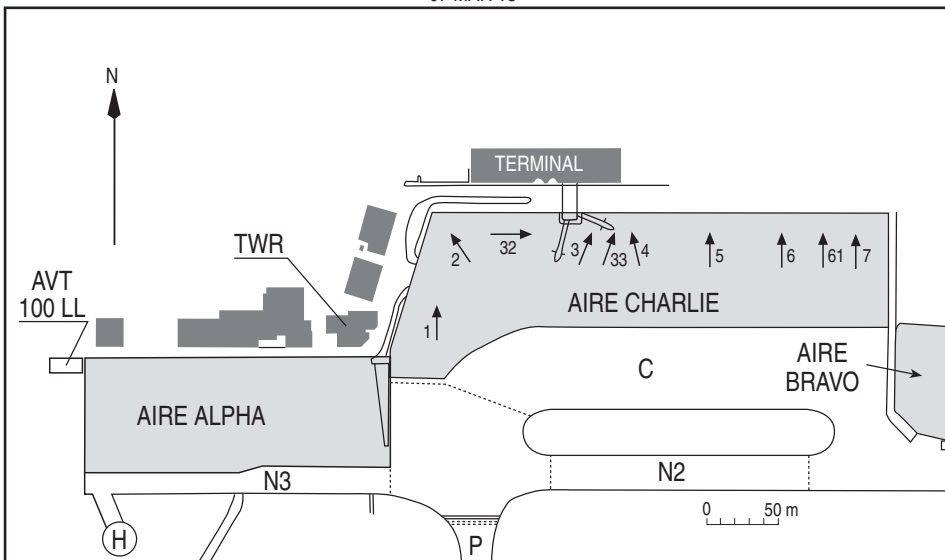 N
TERMINAL
TWR
2
32
3
33
4
5
6
61
7
AVT
100 LL
1
AIRE CHARLIE
C
AIRE
BRAVO
AIRE ALPHA
N3
N2
0 50 m
H
P